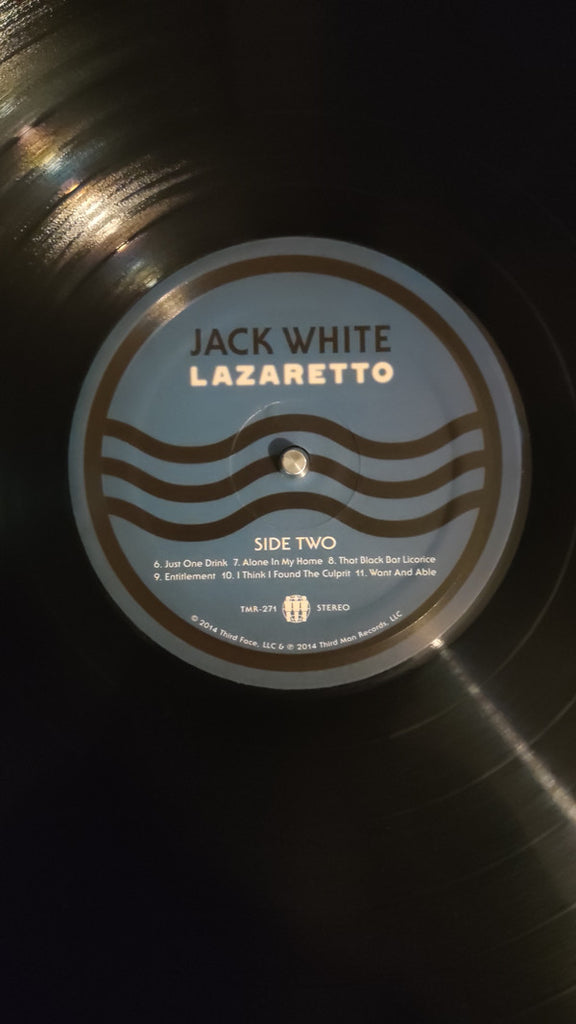 JACK WHITE
LAZARETTO
SIDE TWO
6. Just One Drink 7. Alone In My Home 8. That Black Bat Licorice
9. Entitlement 10. I Think I Found The Culprit 11. Want And Able
TMR-271 STEREO
© 2014 Third Face, LLC & ℗ 2014 Third Man Records, LLC